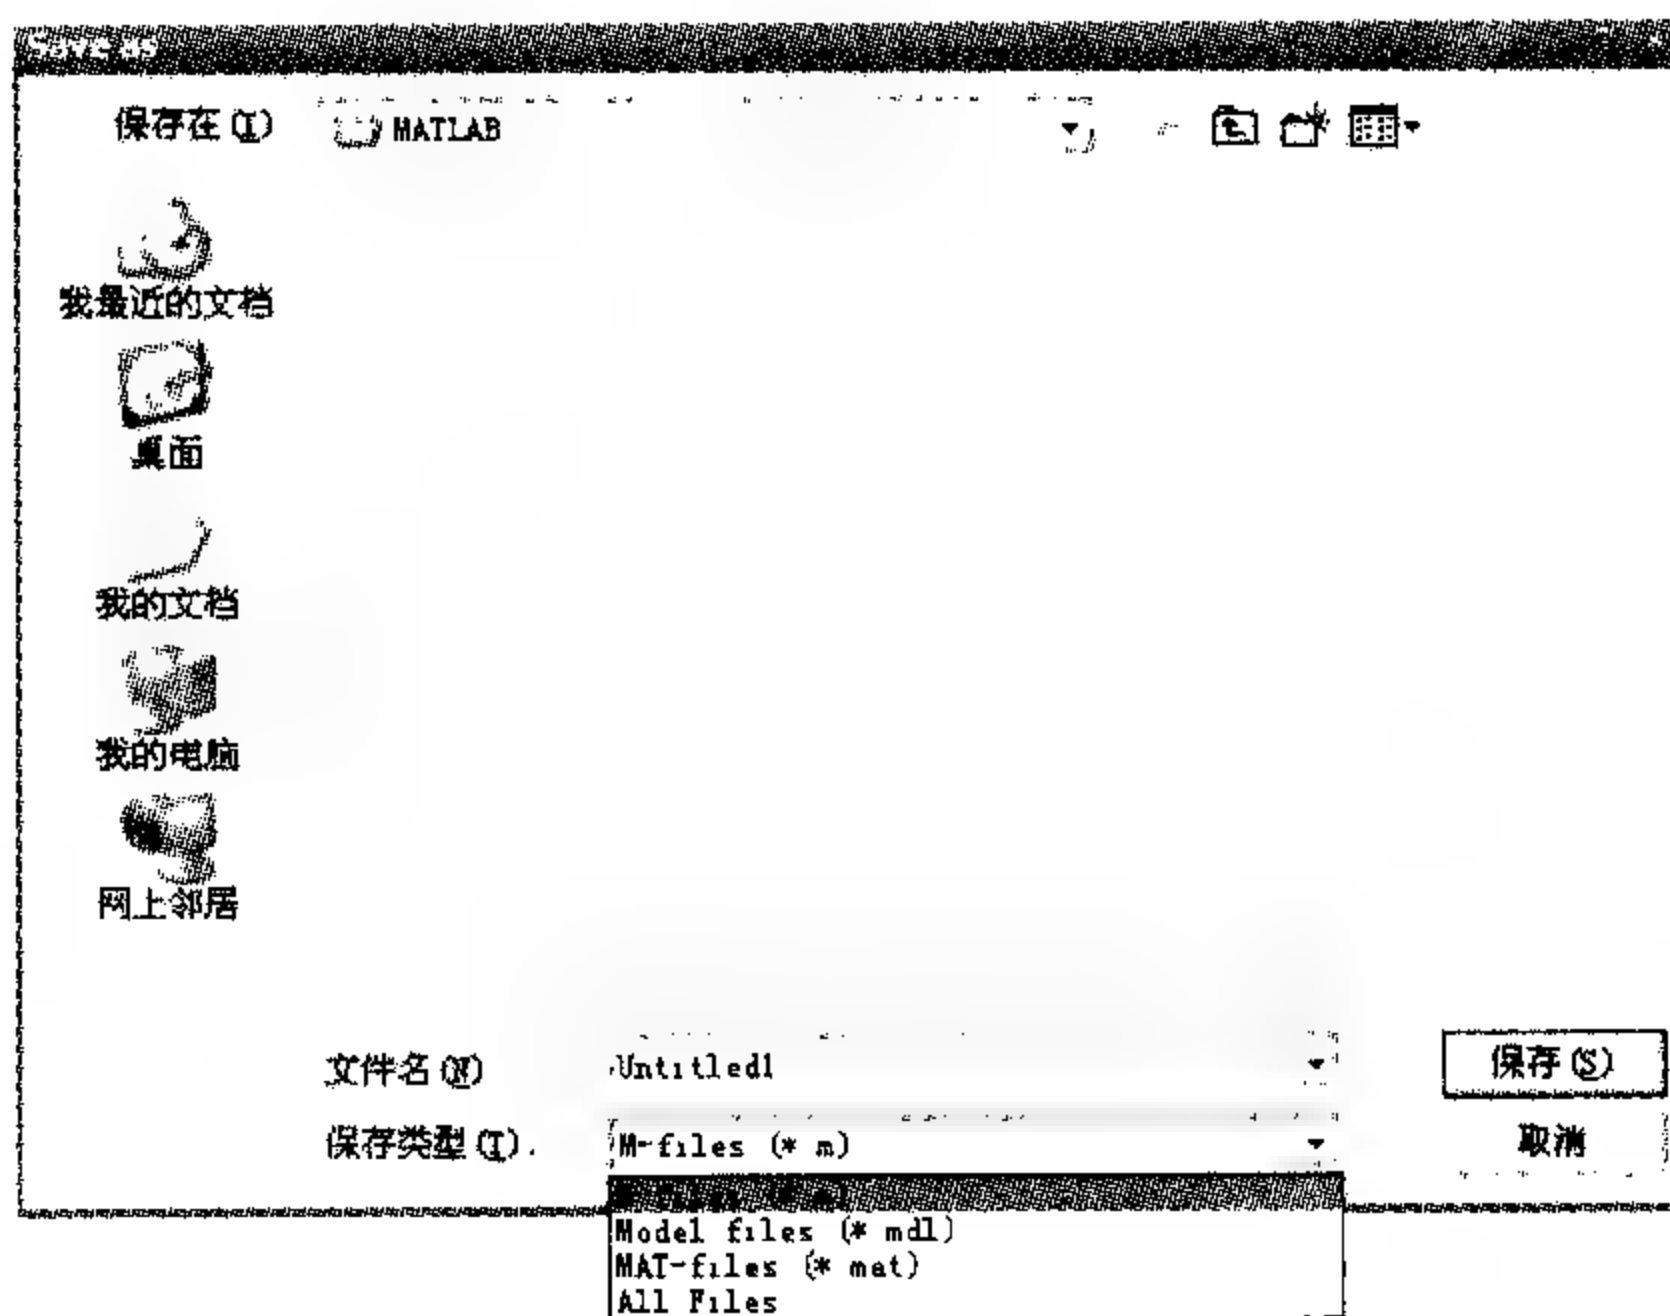 Save as
保存在(I)
MATLAB
我最近的文档
桌面
我的文档
我的电脑
网上邻居
文件名(N)
Untitled1
保存(S)
保存类型(T).
M-files (* m)
取消
Model files (* mdl)
MAT-files (* mat)
All Files